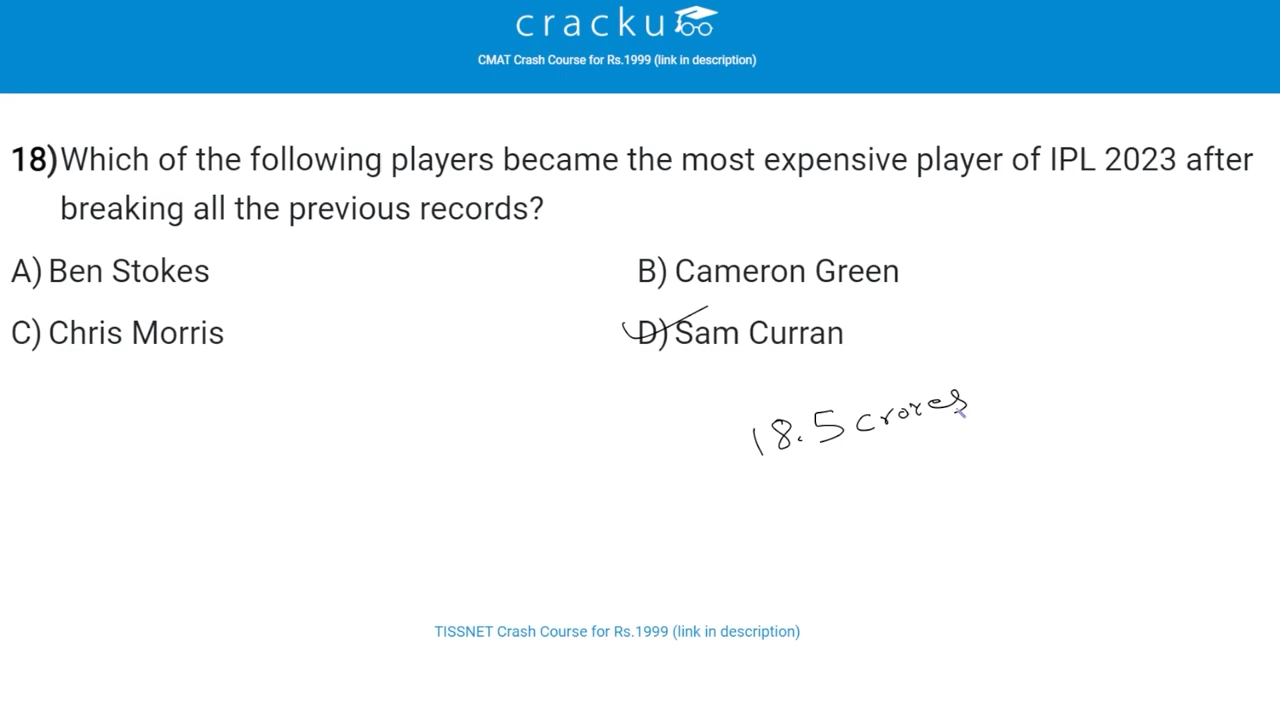 cracku
CMAT Crash Course for Rs.1999 (link in description)
18) Which of the following players became the most expensive player of IPL 2023 after
breaking all the previous records?
A) Ben Stokes
B) Cameron Green
C) Chris Morris
D) Sam Curran
18.5 crores
TISSNET Crash Course for Rs.1999 (link in description)